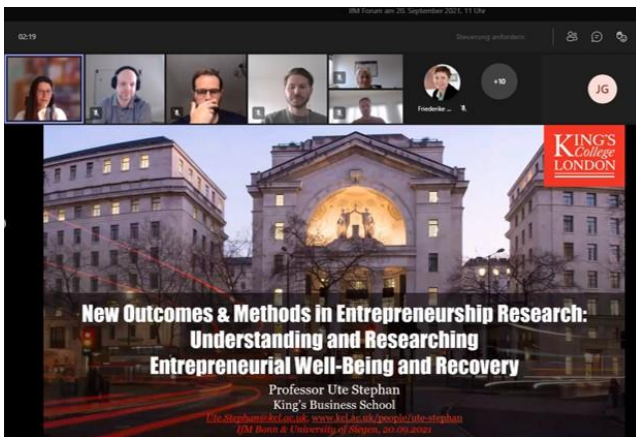 IfM Forum am 20. September 2021, 11 Uhr
02:19
Steuerung anfordern
+10
Friederike ...
JG
KING'S
College
LONDON
New Outcomes & Methods in Entrepreneurship Research:
Understanding and Researching
Entrepreneurial Well-Being and Recovery
Professor Ute Stephan
King's Business School
Ute.Stephan@kcl.ac.uk, www.kcl.ac.uk/people/ute-stephan
IfM Bonn & University of Siegen, 20.09.2021